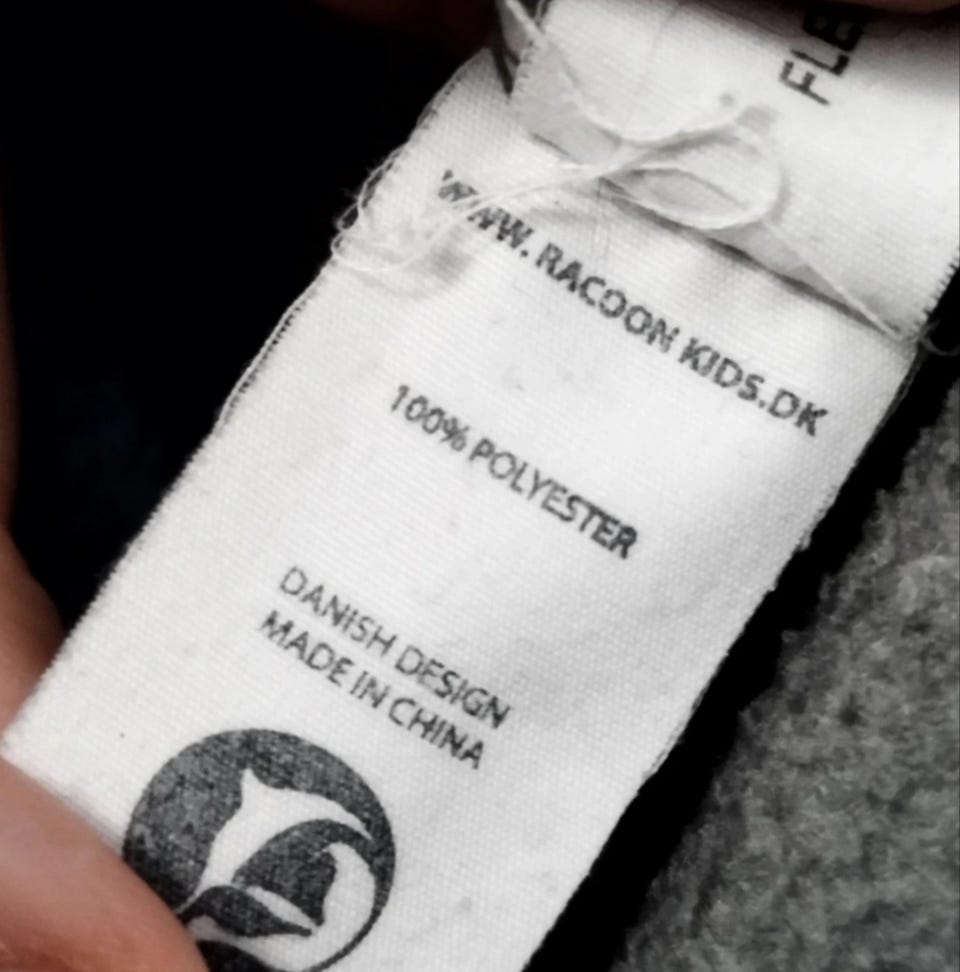 WWW. RACOON KIDS.DK
100% POLYESTER
DANISH DESIGN
MADE IN CHINA